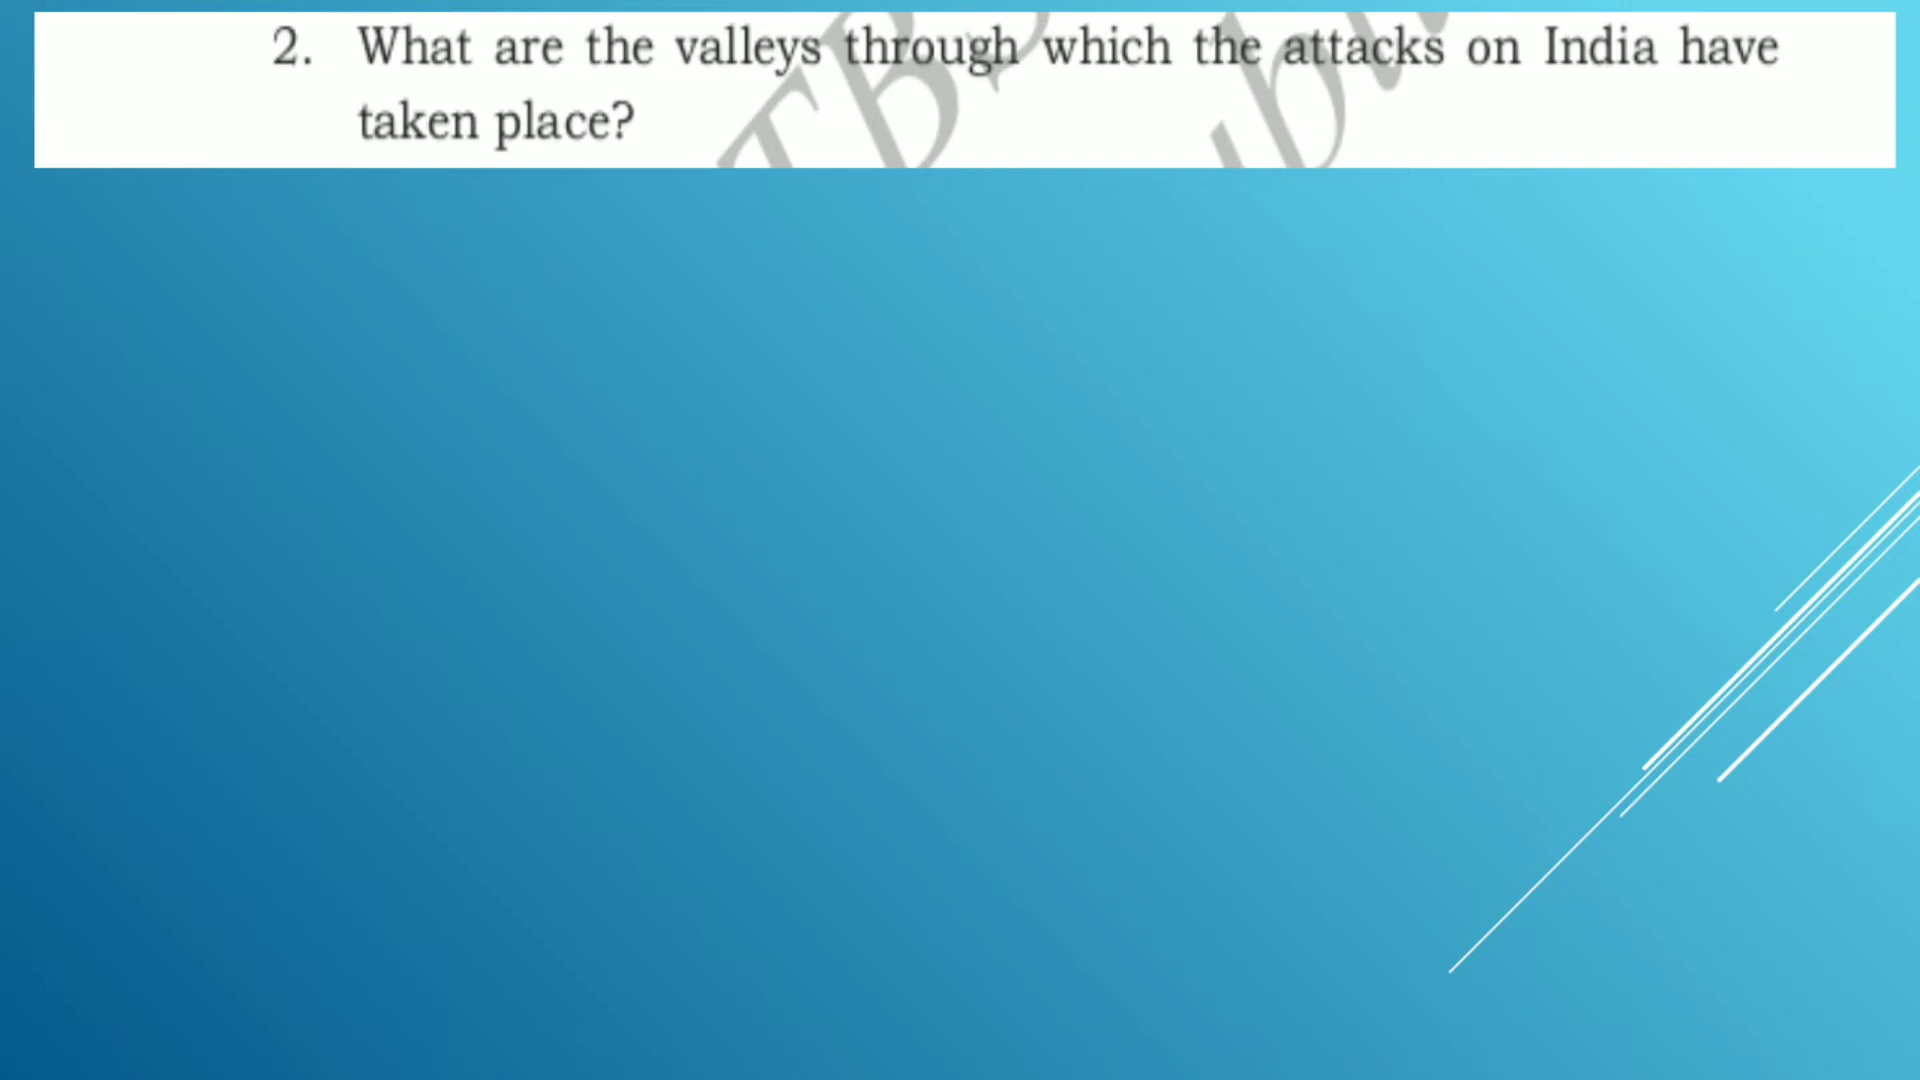 2. What are the valleys through which the attacks on India have
taken place?